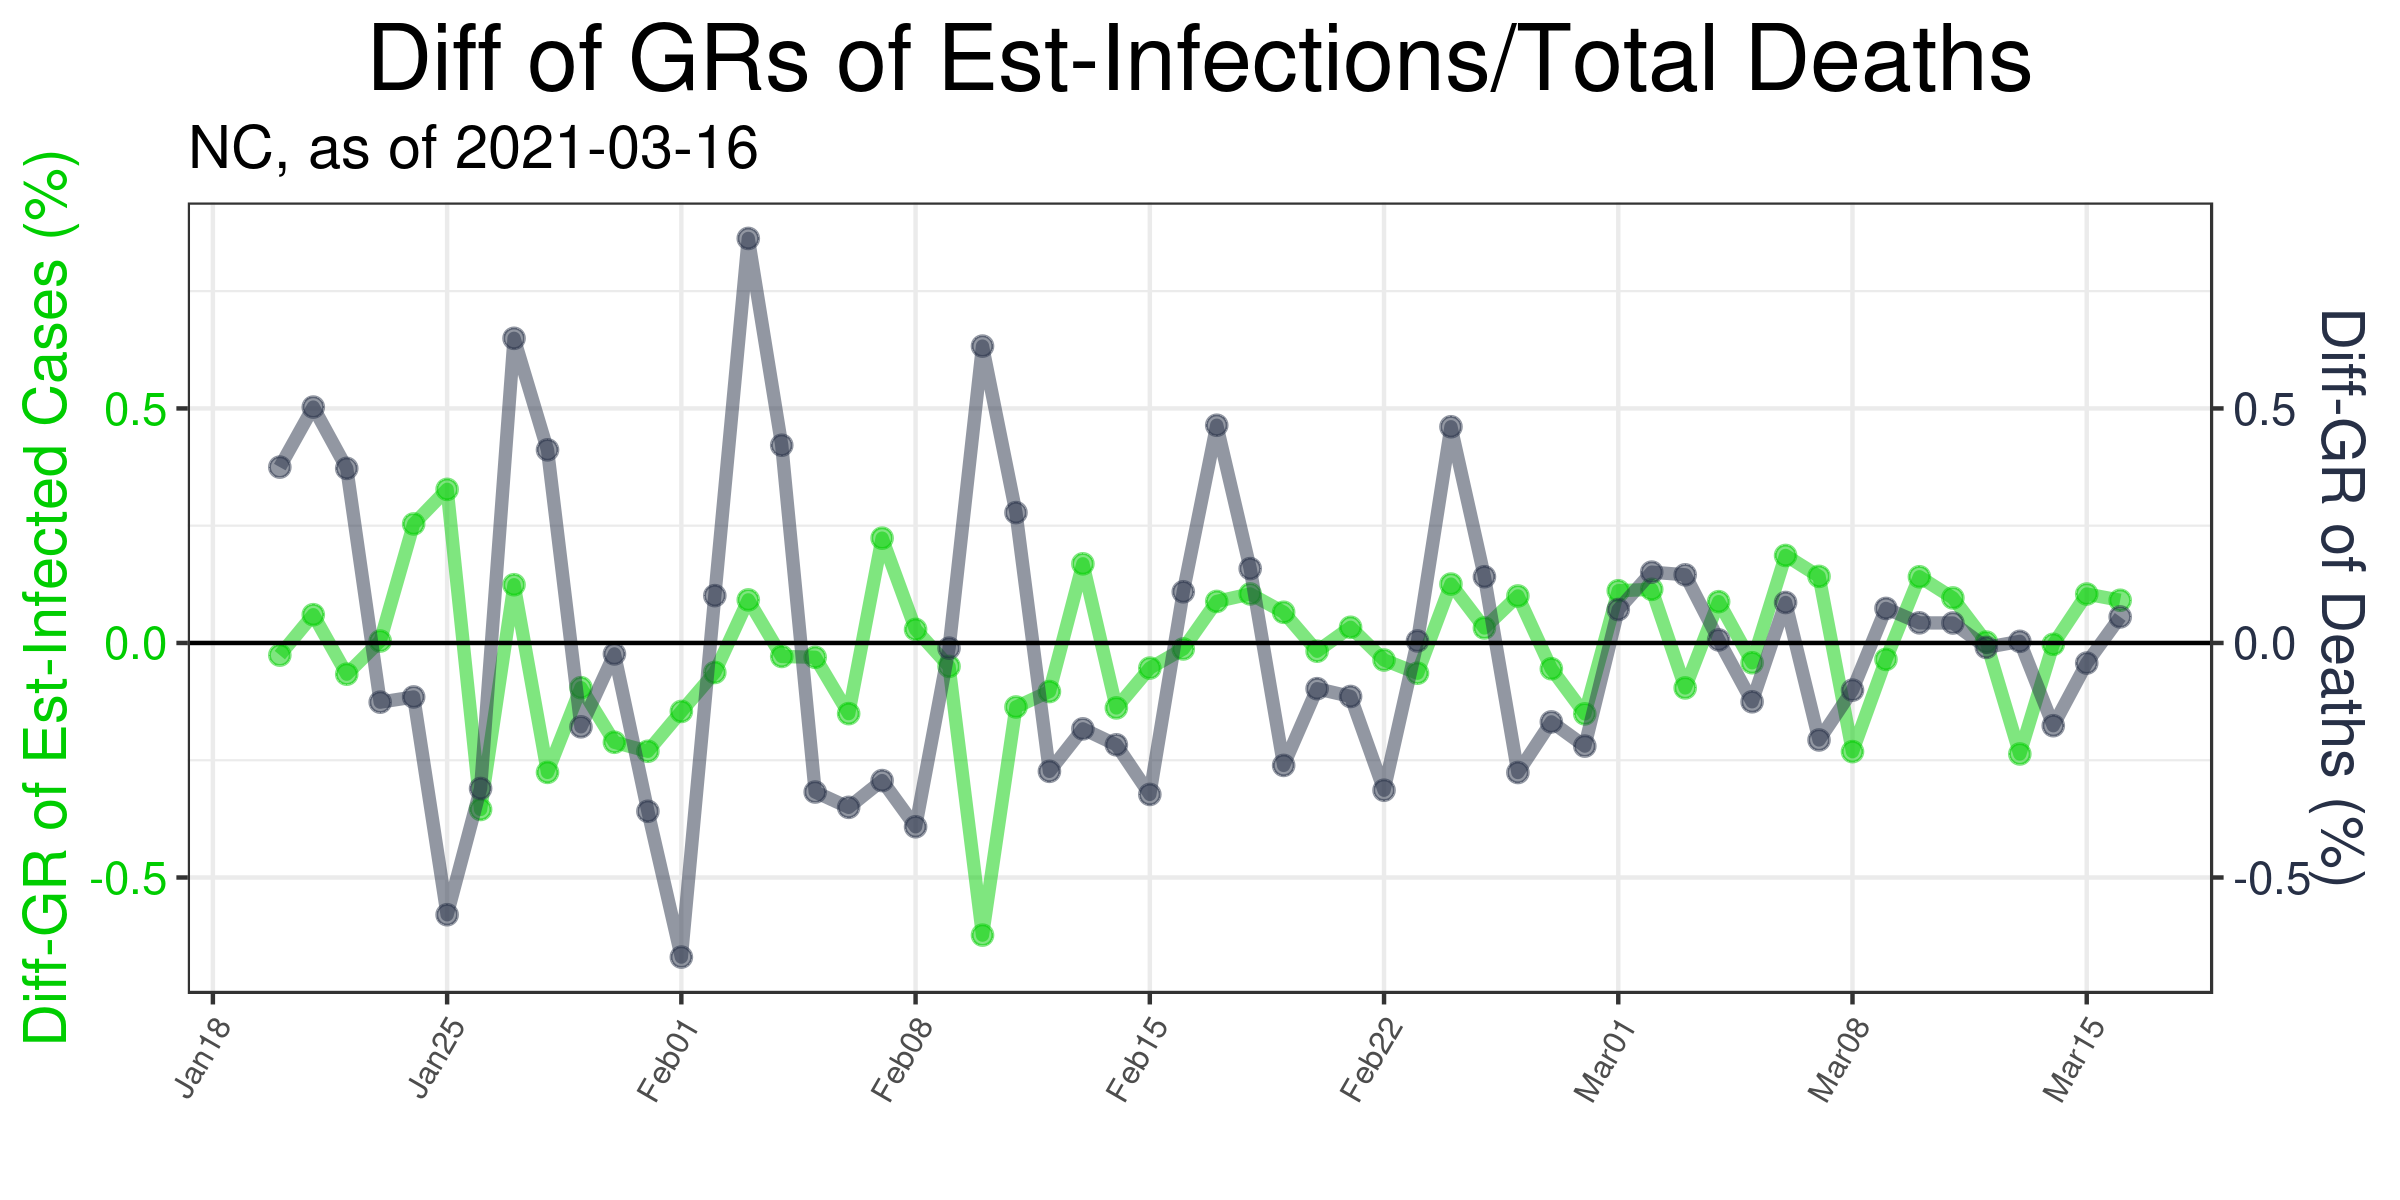 Diff of GRs of Est-Infections/Total Deaths
NC, as of 2021-03-16
Diff-GR of Est-Infected Cases (%)
0.5
0.0
-0.5
0.5
0.0
-0.5
Diff-GR of Deaths (%)
Jan18
Jan25
Feb01
Feb08
Feb15
Feb22
Mar01
Mar08
Mar15